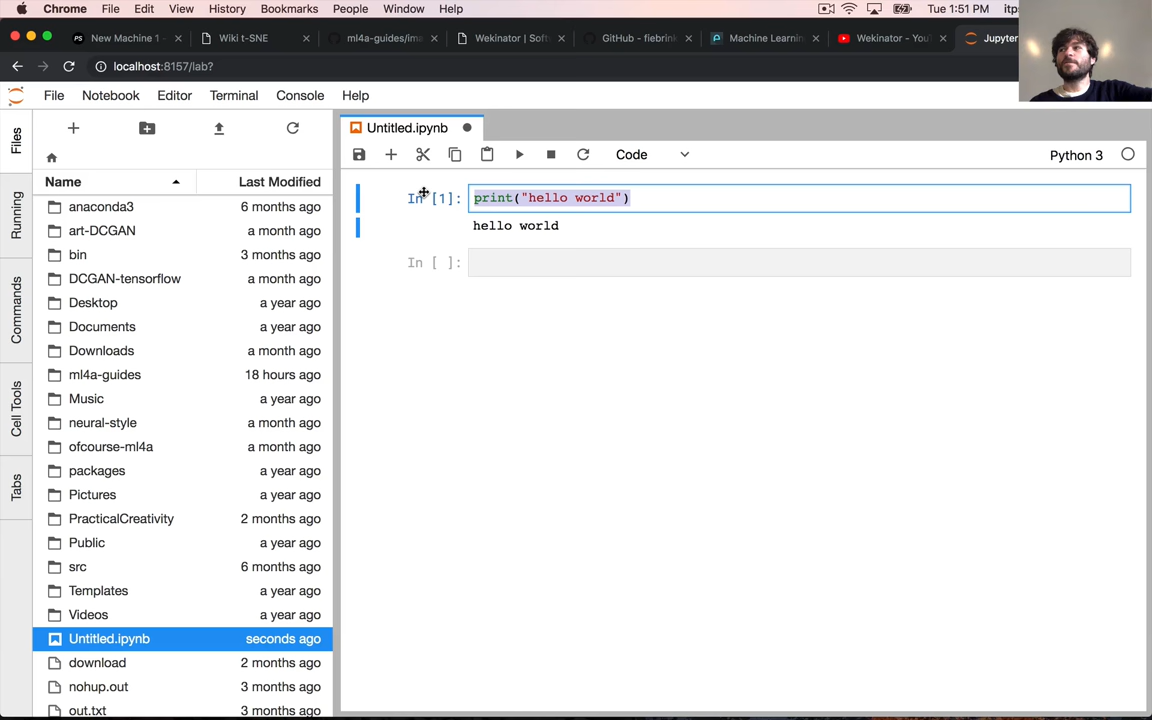 Chrome File Edit View History Bookmarks People Window Help Tue 1:51 PM itp
PS New Machine 1 - Wiki t-SNE ml4a-guides/ima Wekinator | Soft GitHub - fiebrink P Machine Learnin Wekinator - You Jupyter
localhost:8157/lab?
File Notebook Editor Terminal Console Help
Files
Running
Commands
Cell Tools
Tabs
Name Last Modified
anaconda3 6 months ago
art-DCGAN a month ago
bin 3 months ago
DCGAN-tensorflow a month ago
Desktop a year ago
Documents a year ago
Downloads a month ago
ml4a-guides 18 hours ago
Music a year ago
neural-style a month ago
ofcourse-ml4a a month ago
packages a year ago
Pictures a year ago
PracticalCreativity 2 months ago
Public a year ago
src 6 months ago
Templates a year ago
Videos a year ago
Untitled.ipynb seconds ago
download 2 months ago
nohup.out 3 months ago
out.txt 3 months ago
Untitled.ipynb
Code Python 3
In [1]: print("hello world")
hello world
In [ ]: